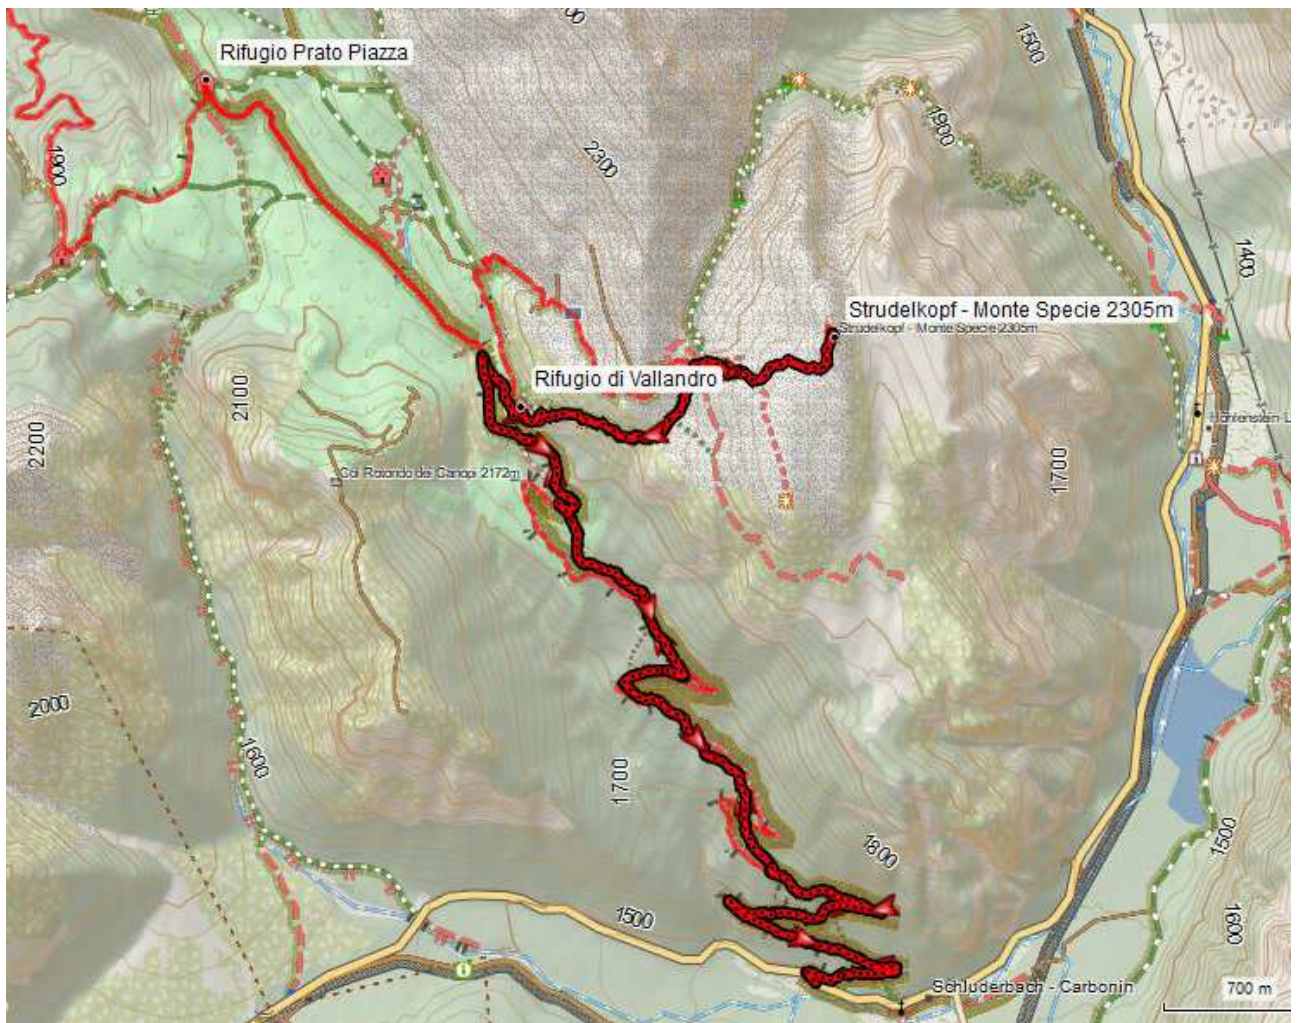 1500
Rifugio Prato Piazza
1900
1900
2300
1400
Strudelkopf - Monte Specie 2305m
Strudelkopf - Monte Specie 2305m
Rifugio di Vallandro
2100
Höhlenstein-L
2200
1700
Col Rotondo dei Canopi 2172m
2000
1600
1700
1800
1500
1500
1600
Schluderbach - Carbonin
700 m